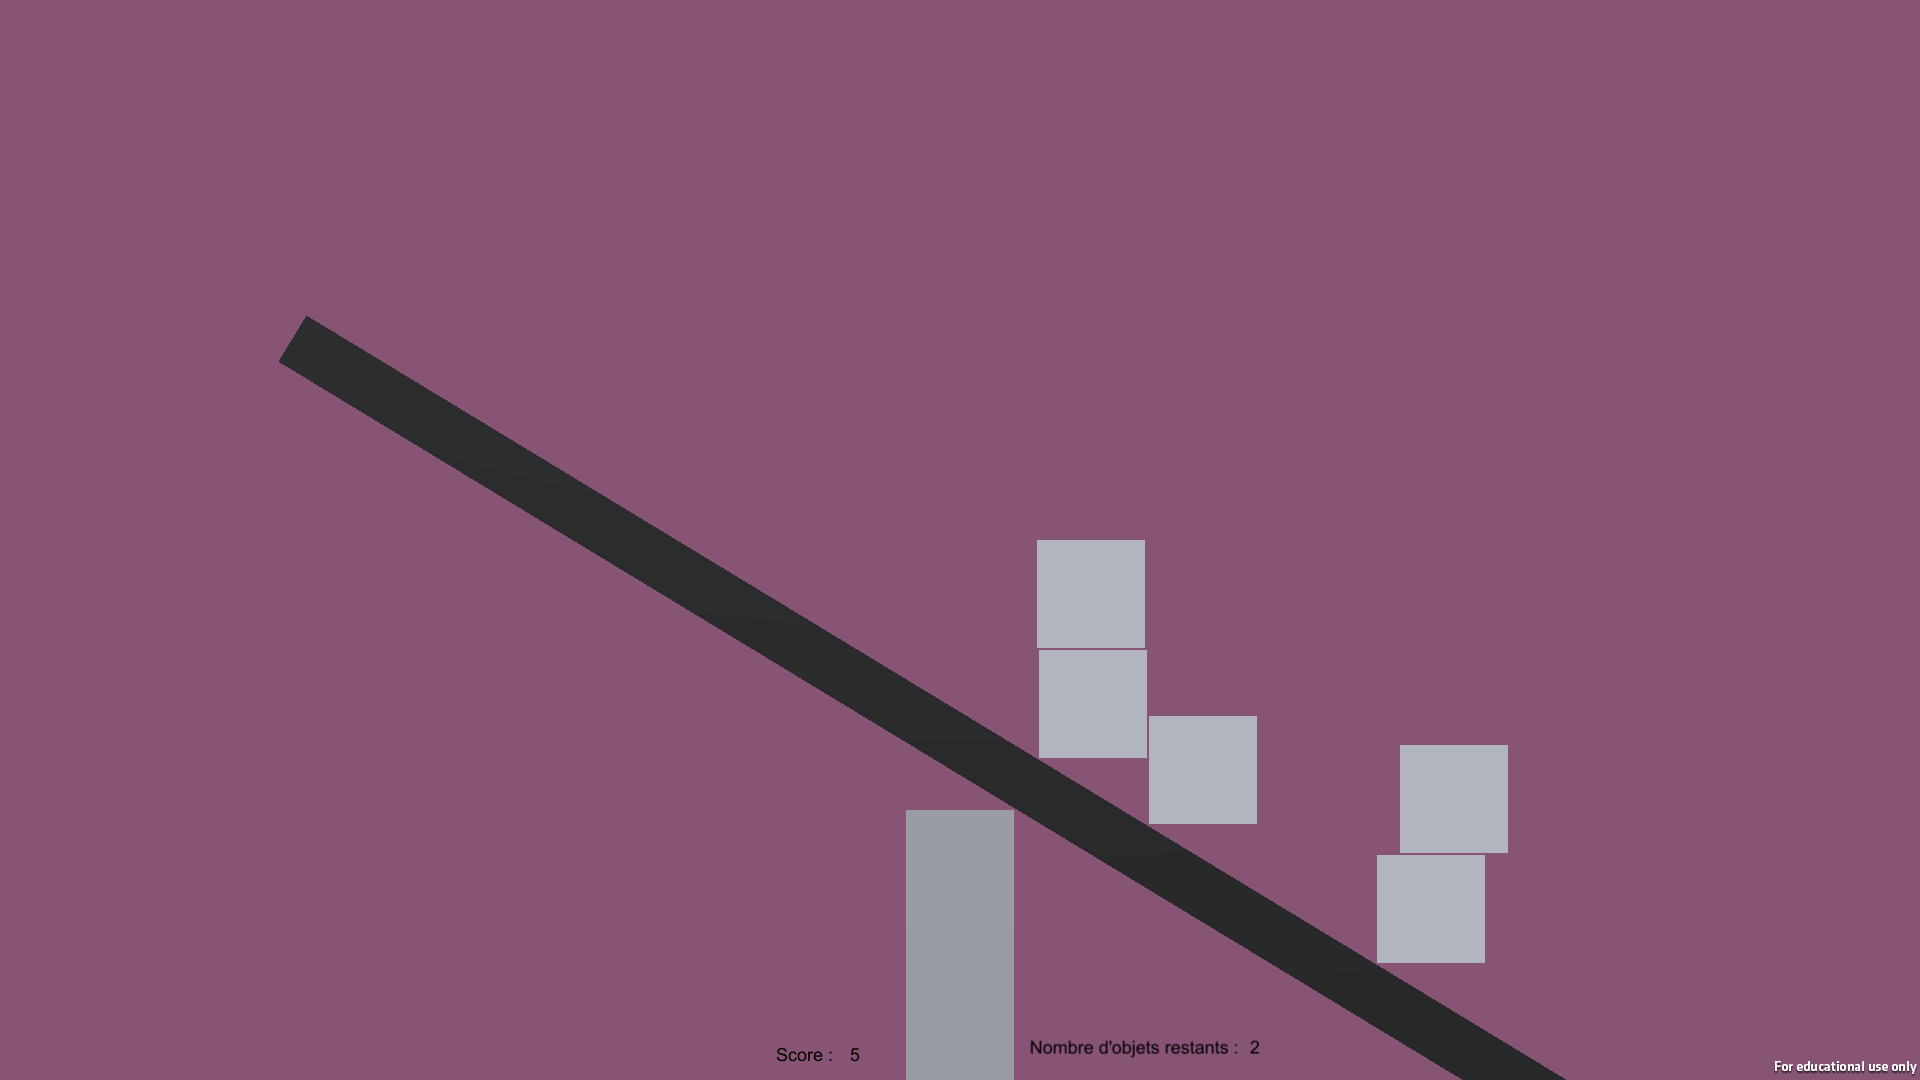 Score : 5
Nombre d'objets restants : 2
For educational use only